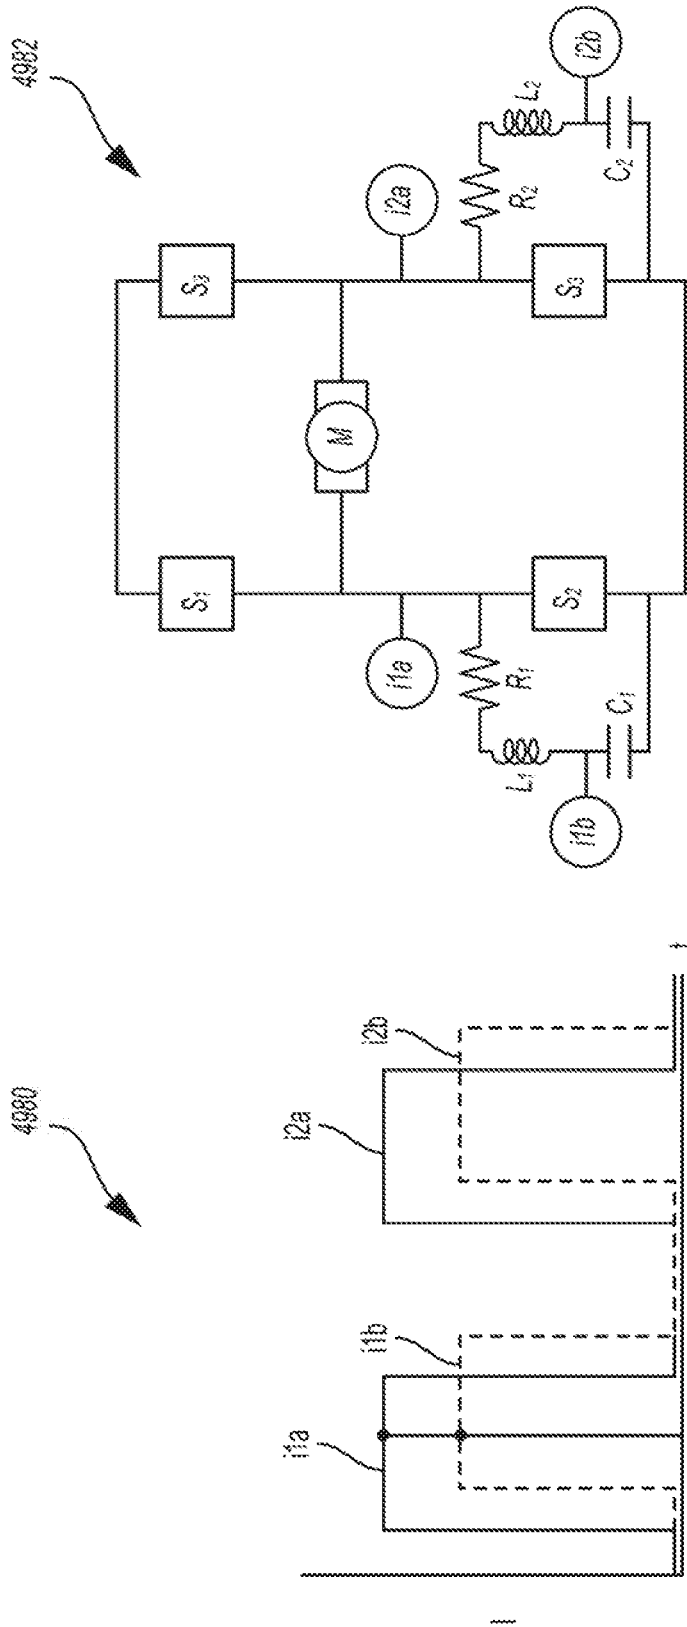 4980
I
i1a
i1b
i2a
i2b
t
4982
S₁
M
i1a
i2a
R₁
R₂
L₁
L₂
S₂
S₃
i1b
i2b
C₁
C₂